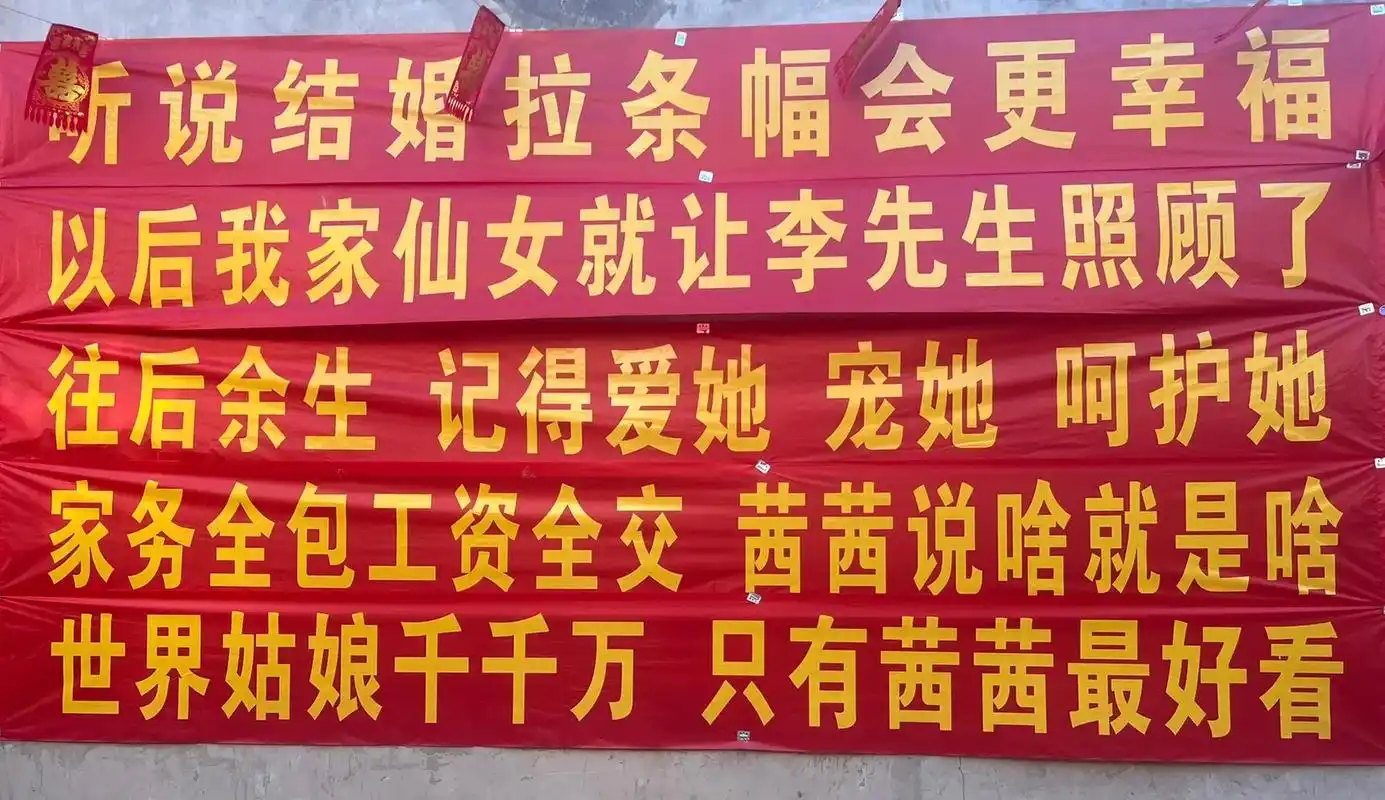 听说结婚拉条幅会更幸福
以后我家仙女就让李先生照顾了
往后余生 记得爱她 宠她 呵护她
家务全包工资全交 茜茜说啥就是啥
世界姑娘千千万 只有茜茜最好看